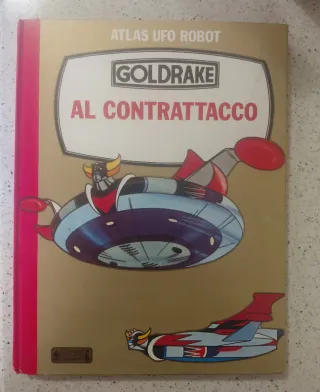 ATLAS UFO ROBOT
GOLDRAKE
AL CONTRATTACCO